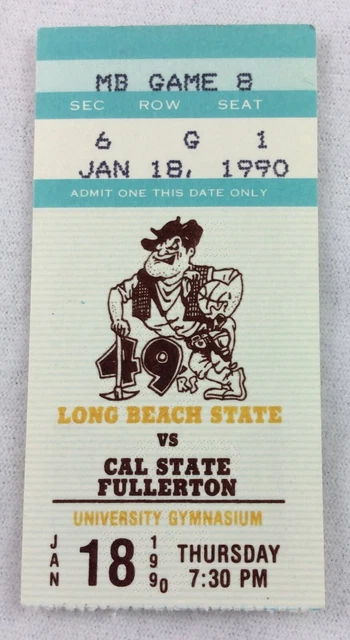 MB GAME 8
SEC ROW SEAT
6 G 1
JAN 18, 1990
ADMIT ONE THIS DATE ONLY
49RS
LONG BEACH STATE
VS
CAL STATE
FULLERTON
UNIVERSITY GYMNASIUM
JAN 18 1990 THURSDAY
7:30 PM